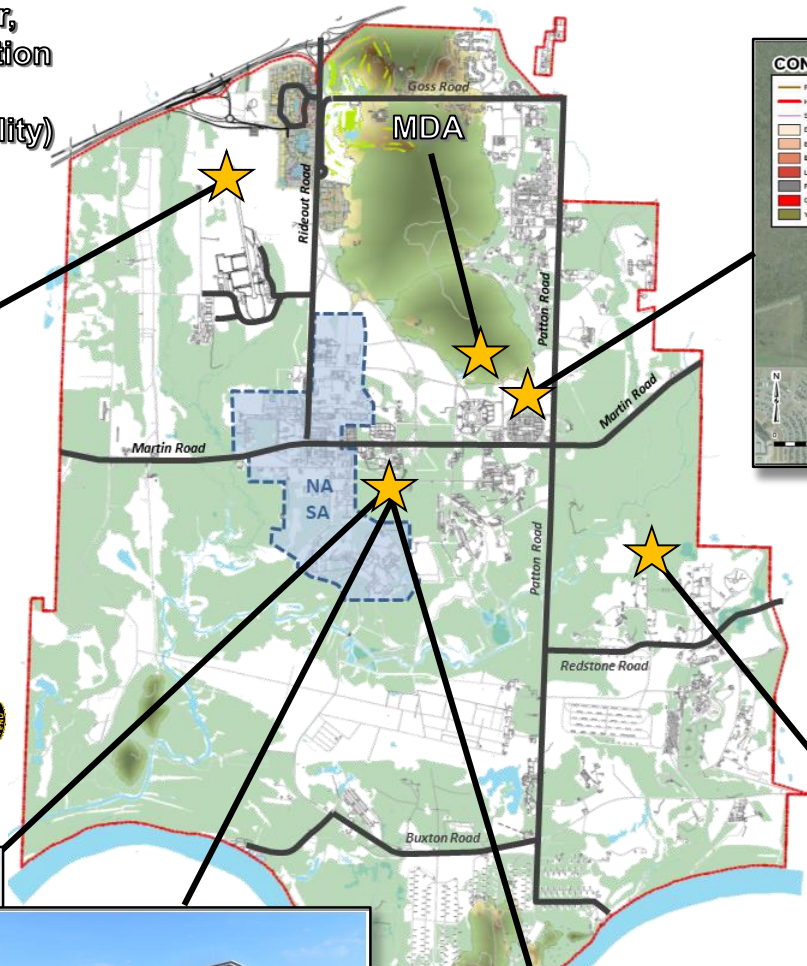 r,
tion
lity)
Goss Road
MDA
Rideout Road
Patton Road
CON
N
0
Martin Road
Martin Road
NA
SA
Patton Road
Redstone Road
Buxton Road